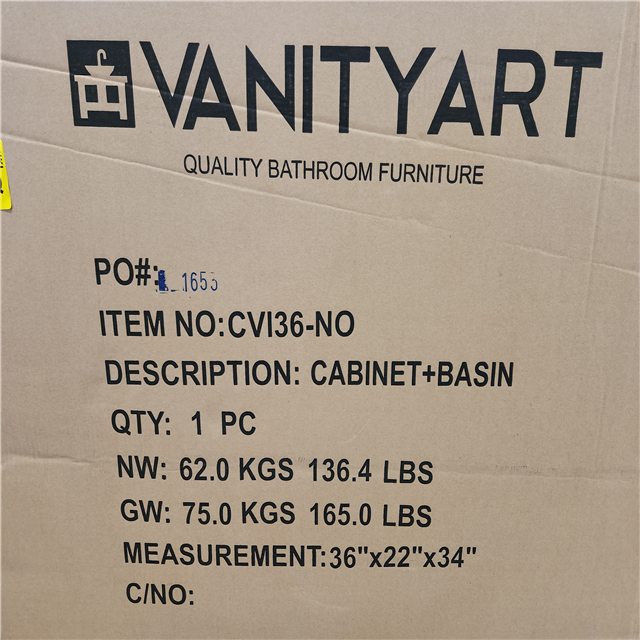 VANITYART
QUALITY BATHROOM FURNITURE
PO#:
ITEM NO:CVI36-NO
DESCRIPTION: CABINET+BASIN
QTY: 1 PC
NW: 62.0 KGS 136.4 LBS
GW: 75.0 KGS 165.0 LBS
MEASUREMENT:36"x22"x34"
C/NO: